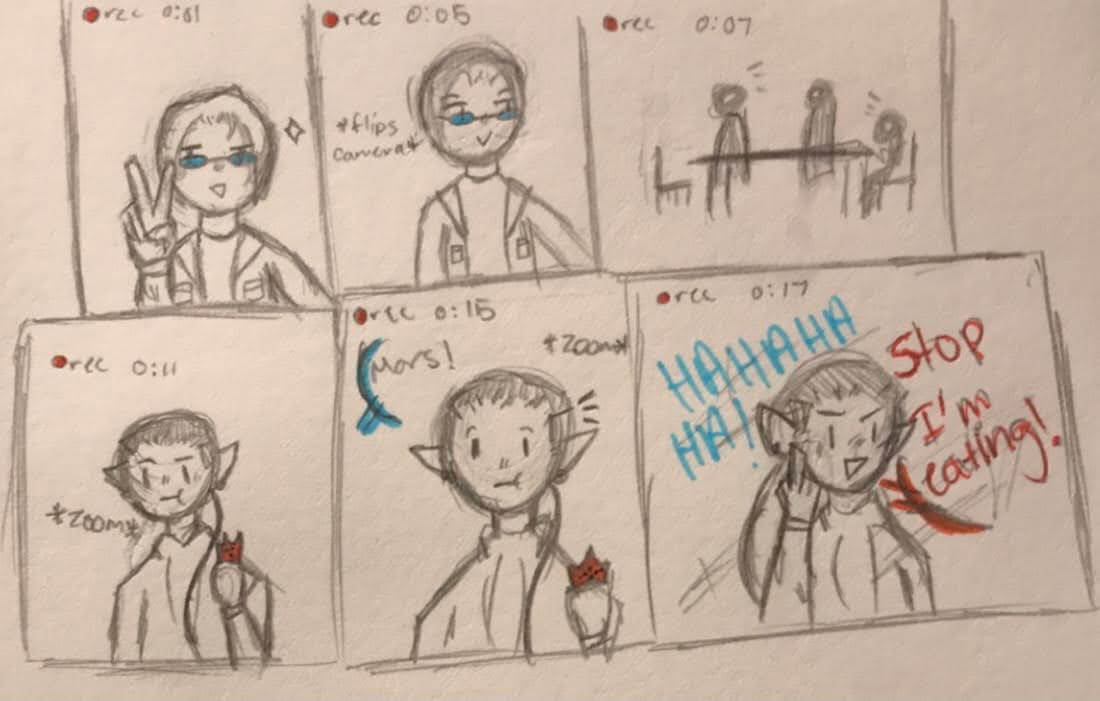 rec 0:01
rec 0:05
*flips
camera*
rec 0:07
rec 0:11
*zoom*
rec 0:15
Mars!
*zoom*
rec 0:17
HAHAHA
HA!
Stop
I'm
eating!